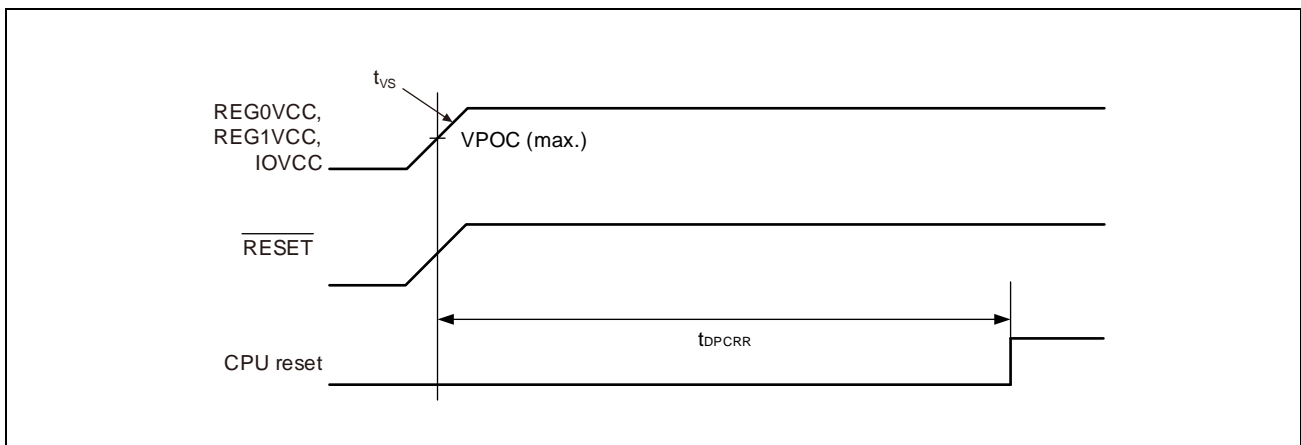 tVS
REG0VCC,
REG1VCC,
IOVCC
VPOC (max.)
RESET
tDPCRR
CPU reset